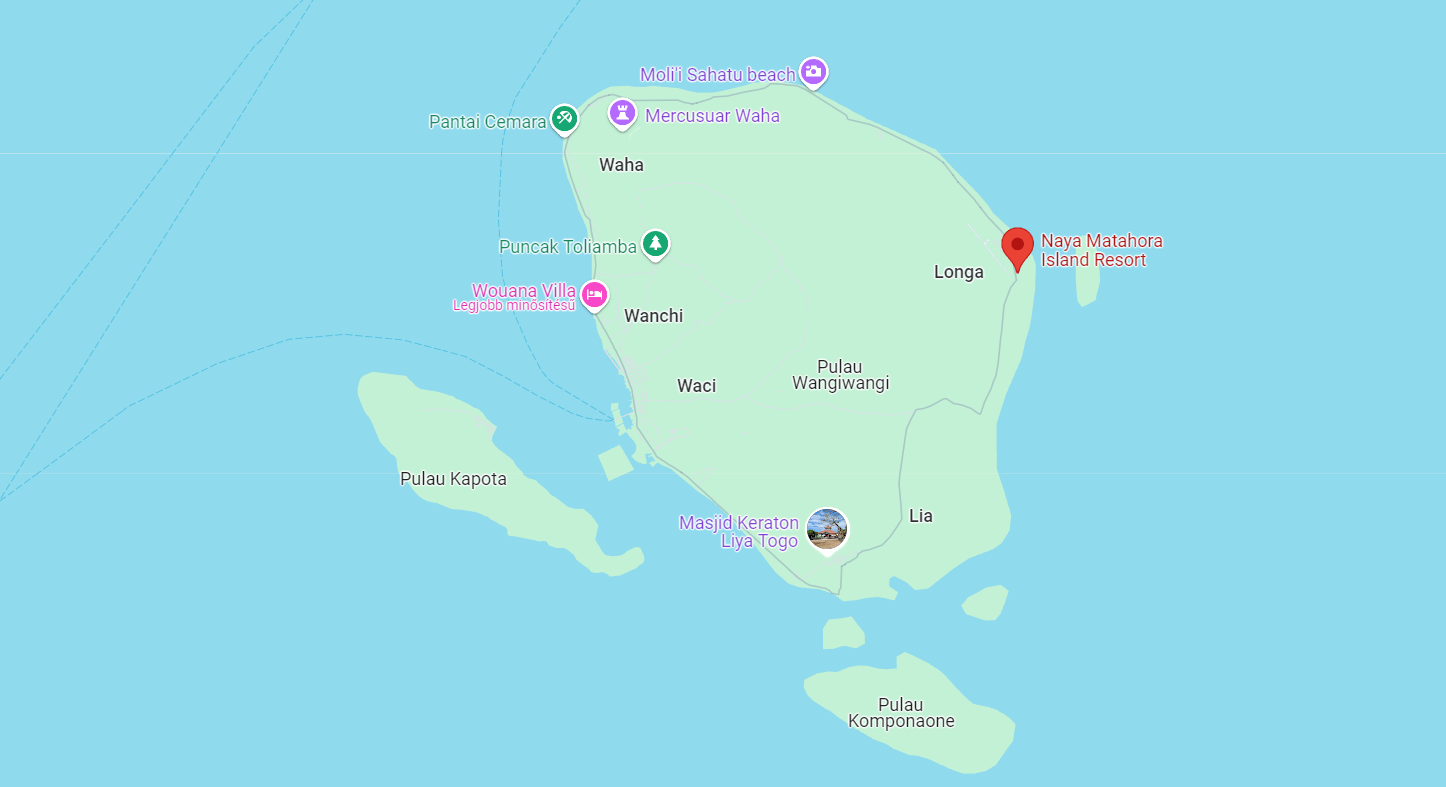 Moli'i Sahatu beach
Pantai Cemara
Mercusuar Waha
Waha
Puncak Toliamba
Naya Matahora
Island Resort
Longa
Wouana Villa
Legjobb minősítésű
Wanchi
Pulau
Wangiwangi
Waci
Pulau Kapota
Masjid Keraton
Liya Togo
Lia
Pulau
Komponaone